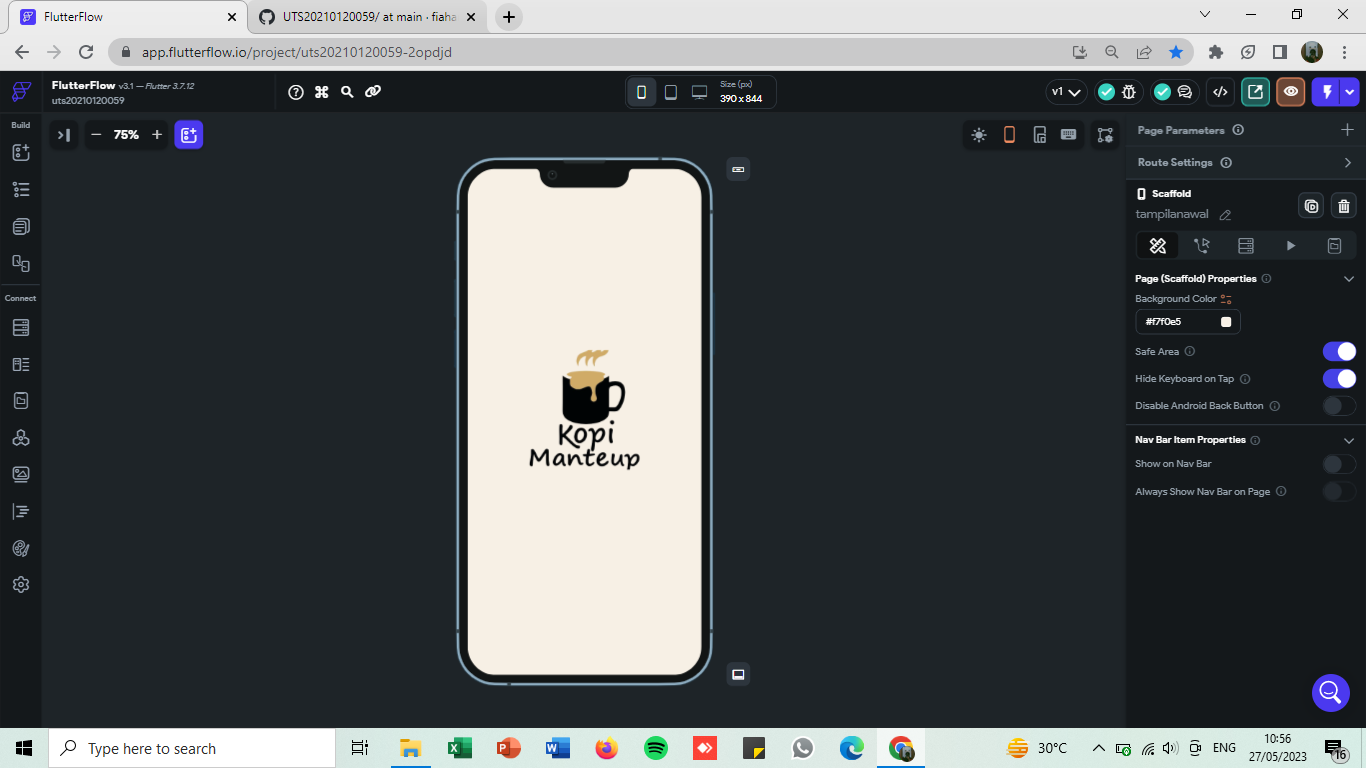 FlutterFlow
UTS20210120059/ at main · fiaha
app.flutterflow.io/project/uts20210120059-2opdjd
FlutterFlow v3.1 — Flutter 3.7.12
uts20210120059
Size (px)
390 x 844
v1
Build
75%
Connect
Kopi
Manteup
Page Parameters
Route Settings
Scaffold
tampilanawal
Page (Scaffold) Properties
Background Color
#f7f0e5
Safe Area
Hide Keyboard on Tap
Disable Android Back Button
Nav Bar Item Properties
Show on Nav Bar
Always Show Nav Bar on Page
Type here to search
30°C
ENG
10:56
27/05/2023
16